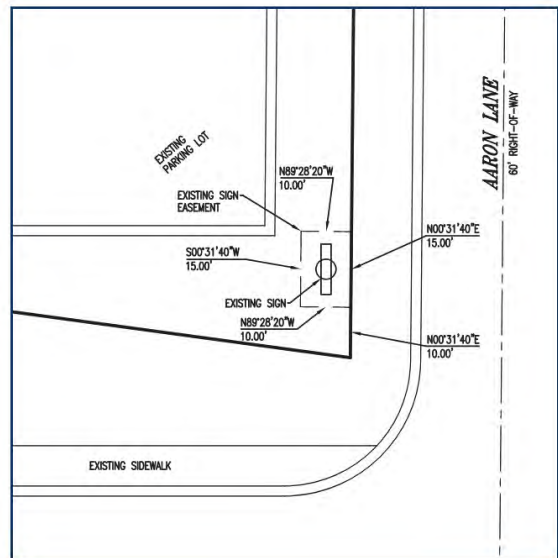 AARON LANE
60' RIGHT-OF-WAY
EXISTING
PARKING LOT
N89°28'20"W
10.00'
EXISTING SIGN
EASEMENT
N00°31'40"E
15.00'
S00°31'40"W
15.00'
EXISTING SIGN
N89°28'20"W
10.00'
N00°31'40"E
10.00'
EXISTING SIDEWALK